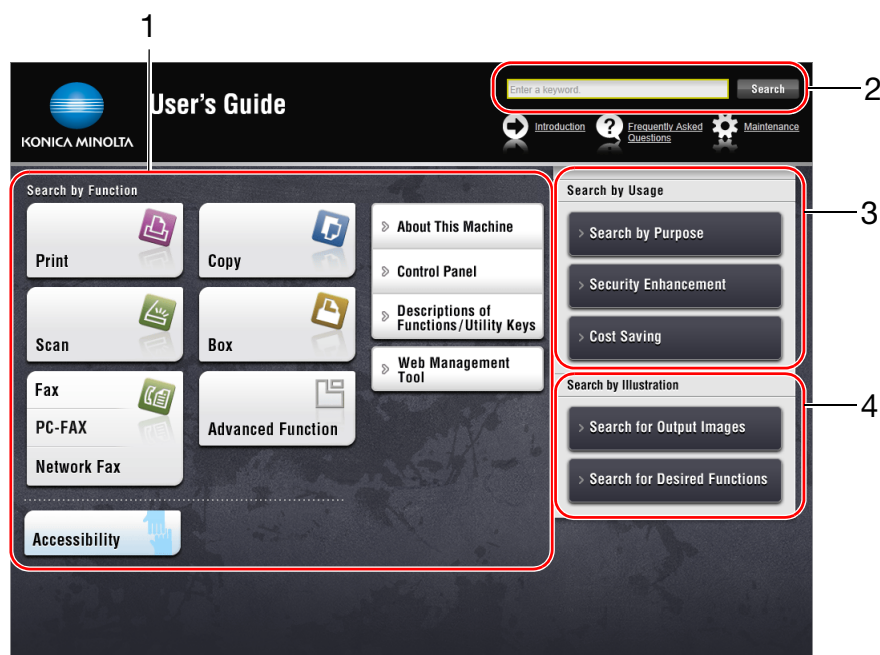 1
User's Guide
KONICA MINOLTA
Enter a keyword.
Search
2
Introduction
Frequently Asked
Questions
Maintenance
Search by Function
Print
Copy
Scan
Box
Fax
PC-FAX
Network Fax
Advanced Function
Accessibility
About This Machine
Control Panel
Descriptions of
Functions/Utility Keys
Web Management
Tool
Search by Usage
3
Search by Purpose
Security Enhancement
Cost Saving
Search by Illustration
4
Search for Output Images
Search for Desired Functions